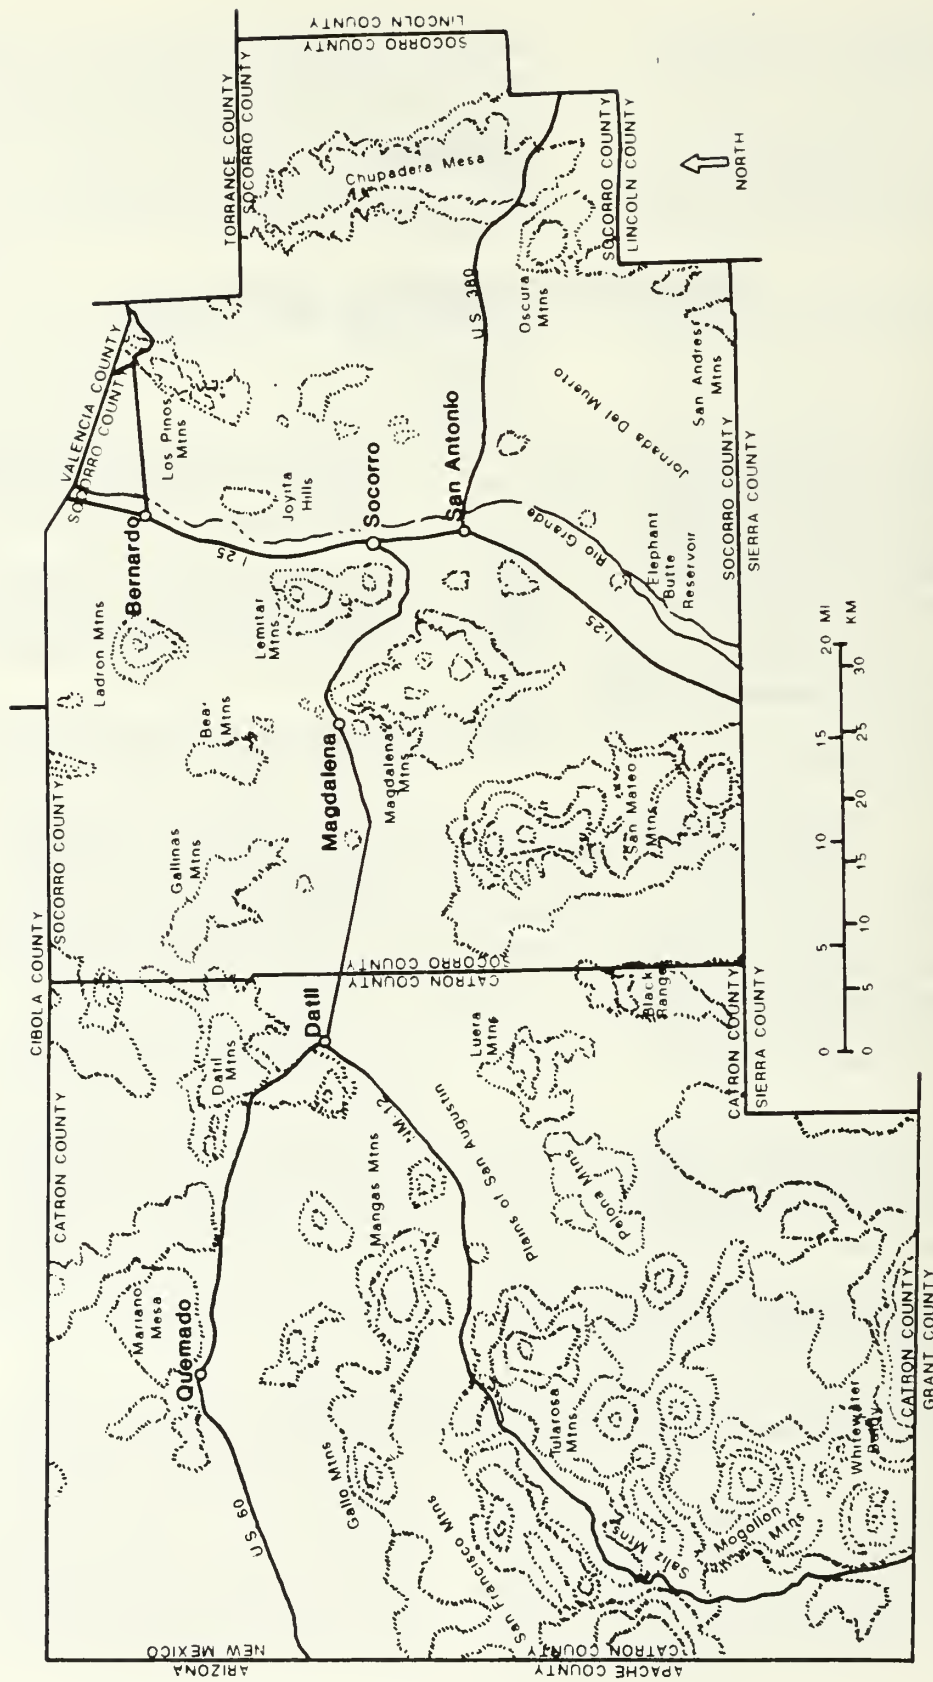 CIBOLA COUNTY
SOCORRO COUNTY
CATRON COUNTY
VALENCIA COUNTY
SOCORRO COUNTY
TORRANCE COUNTY
SOCORRO COUNTY
LINCOLN COUNTY
SOCORRO COUNTY
ARIZONA
NEW MEXICO
Mariano
Mesa
Quemado
U S 60
Datil
Mtns
Datil
Gallinas
Mtns
Mtns
Ladron Mtns
Bernardo
Los Pinos
Mtns
Joyita
Hills
I-25
Lemitar
Mtns
Socorro
Chupadera Mesa
Magdalena
Magdalena
Mtns
San Antonio
U S 380
Oscura
Mtns
SOCORRO COUNTY
LINCOLN COUNTY
NORTH
Gallo Mtns
Mangas Mtns
NM 12
Plains of San Augustin
SOCORRO COUNTY
CATRON COUNTY
Luera
Mtns
Pelona Mtns
San Francisco Mtns
Tularosa
Mtns
San Mateo
Mtns
Black
Range
I-25
Rio Grande
Elephant
Butte
Reservoir
Jornada Del Muerto
San Andres
Mtns
SOCORRO COUNTY
SIERRA COUNTY
CATRON COUNTY
SIERRA COUNTY
APACHE COUNTY
CATRON COUNTY
Saliz Mtns
Mogollon
Mtns
Whitewater
Baldy
CATRON COUNTY
GRANT COUNTY
0 5 10 15 20 MI
0 5 10 15 20 25 30 KM